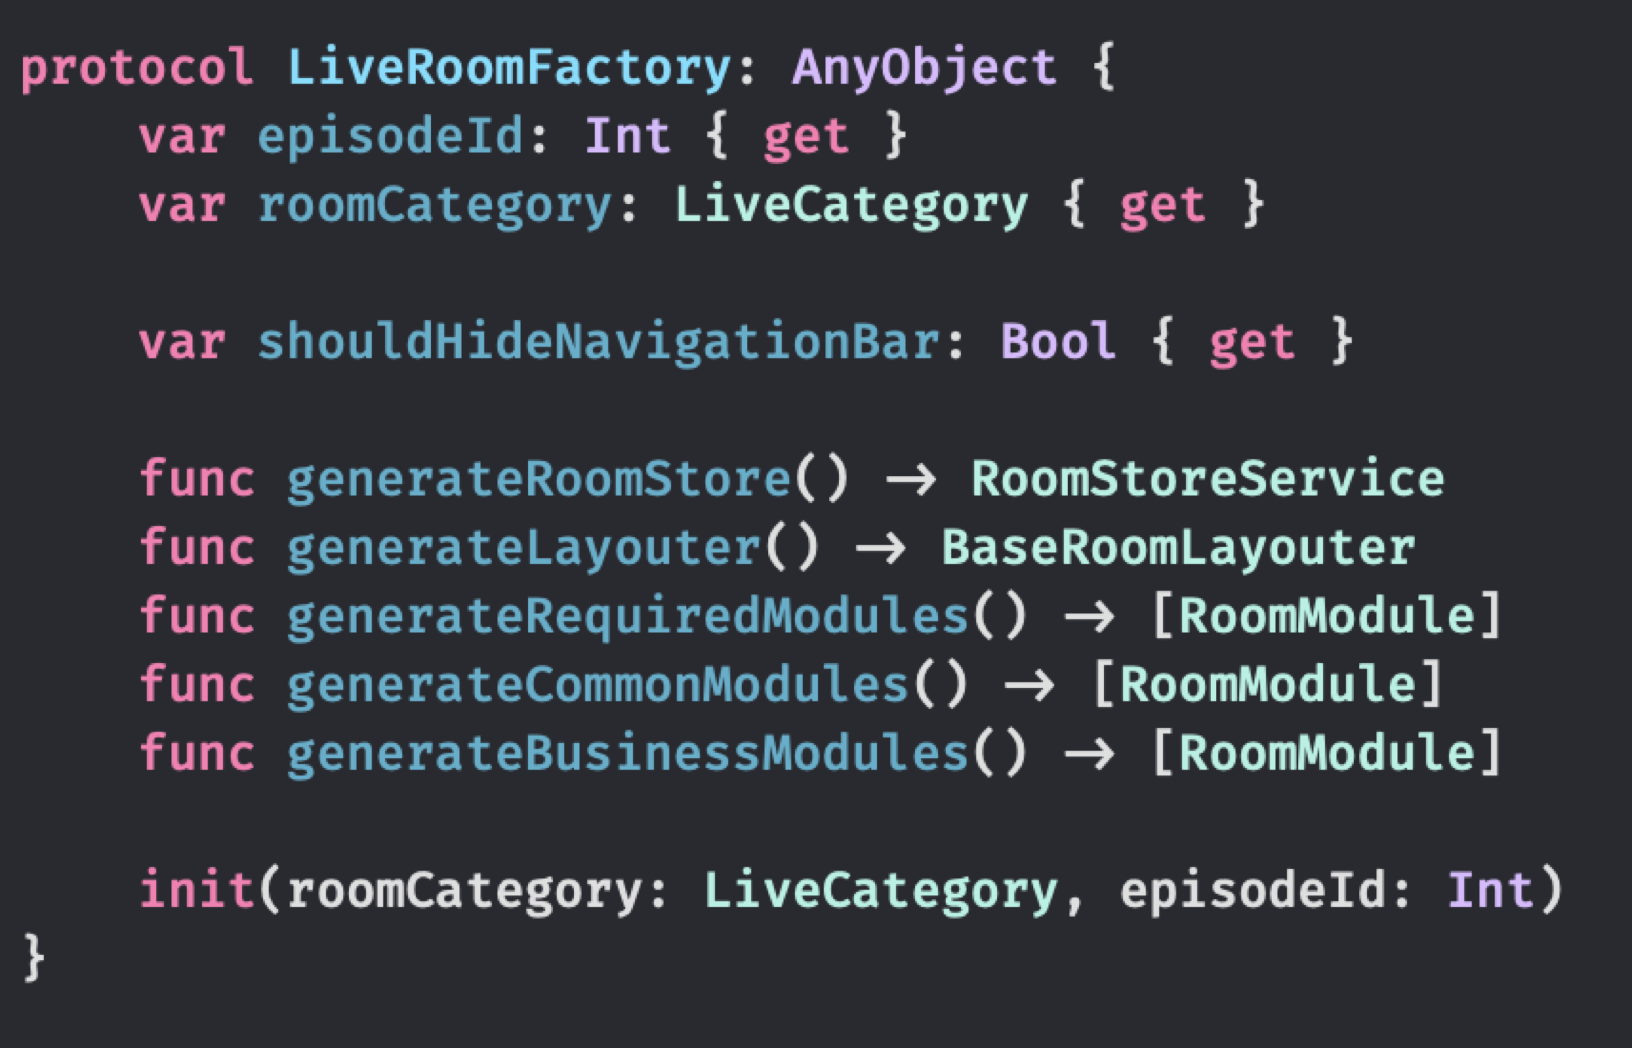 protocol LiveRoomFactory: AnyObject {
    var episodeId: Int { get }
    var roomCategory: LiveCategory { get }

    var shouldHideNavigationBar: Bool { get }

    func generateRoomStore() -> RoomStoreService
    func generateLayouter() -> BaseRoomLayouter
    func generateRequiredModules() -> [RoomModule]
    func generateCommonModules() -> [RoomModule]
    func generateBusinessModules() -> [RoomModule]

    init(roomCategory: LiveCategory, episodeId: Int)
}